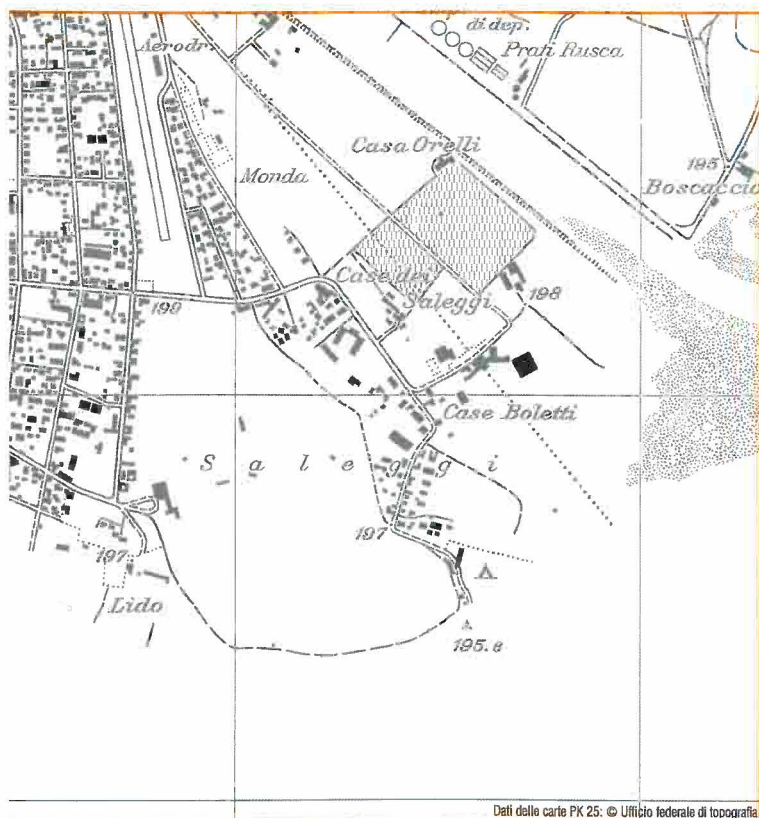 di dep.
Aerodr.
Prati Rusca
Casa Orelli
195
Monda
Boscaccio
Case dei
Saleggi
198
199
Case Boletti
Saleggi
197
197
Lido
195.8
Dati delle carte PK 25: © Ufficio federale di topografia